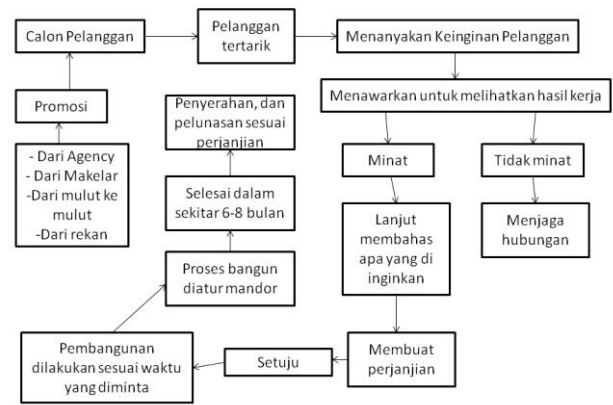 Calon Pelanggan
Pelanggan
tertarik
Menanyakan Keinginan Pelanggan
Promosi
- Dari Agency
- Dari Makelar
-Dari mulut ke
mulut
-Dari rekan
Penyerahan, dan
pelunasan sesuai
perjanjian
Menawarkan untuk melihatkan hasil kerja
Minat
Tidak minat
Selesai dalam
sekitar 6-8 bulan
Lanjut
membahas
apa yang di
inginkan
Menjaga
hubungan
Proses bangun
diatur mandor
Pembangunan
dilakukan sesuai waktu
yang diminta
Setuju
Membuat
perjanjian